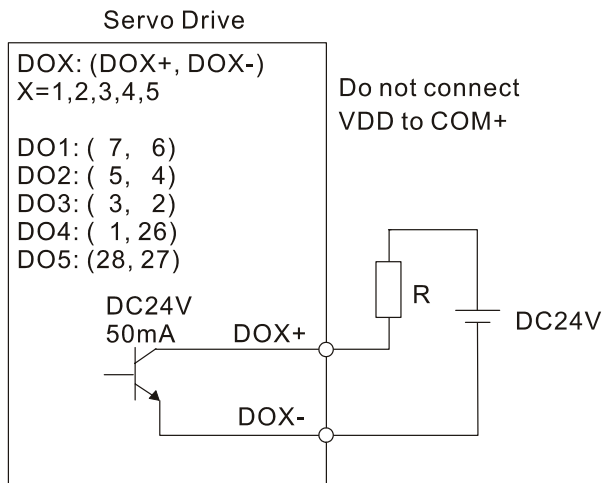 Servo Drive
DOX: (DOX+, DOX-)
X=1,2,3,4,5
Do not connect
VDD to COM+
DO1: ( 7, 6)
DO2: ( 5, 4)
DO3: ( 3, 2)
DO4: ( 1, 26)
DO5: (28, 27)
DC24V
50mA
DOX+
R
DC24V
DOX-